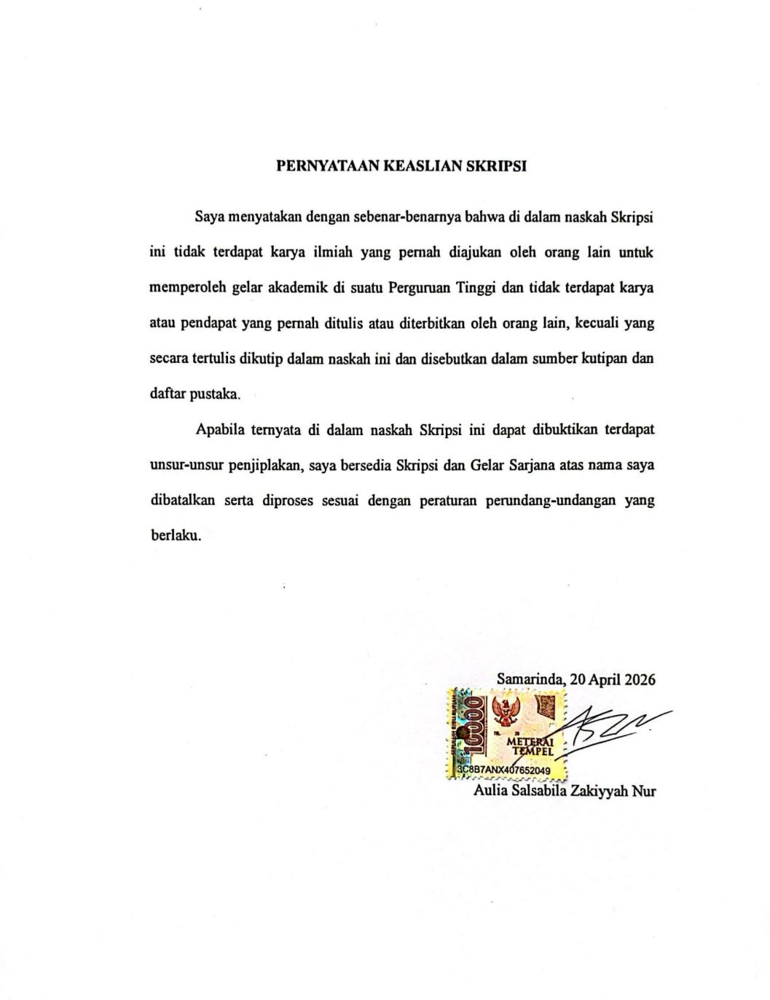 PERNYATAAN KEASLIAN SKRIPSI
Saya menyatakan dengan sebenar-benarnya bahwa di dalam naskah Skripsi
ini tidak terdapat karya ilmiah yang pernah diajukan oleh orang lain untuk
memperoleh gelar akademik di suatu Perguruan Tinggi dan tidak terdapat karya
atau pendapat yang pernah ditulis atau diterbitkan oleh orang lain, kecuali yang
secara tertulis dikutip dalam naskah ini dan disebutkan dalam sumber kutipan dan
daftar pustaka.
Apabila ternyata di dalam naskah Skripsi ini dapat dibuktikan terdapat
unsur-unsur penjiplakan, saya bersedia Skripsi dan Gelar Sarjana atas nama saya
dibatalkan serta diproses sesuai dengan peraturan perundang-undangan yang
berlaku.
Samarinda, 20 April 2026
SEPULUH RIBU RUPIAH
10000
TGL. 20
METERAI
TEMPEL
3C8B7ANX407652049
Aulia Salsabila Zakiyyah Nur